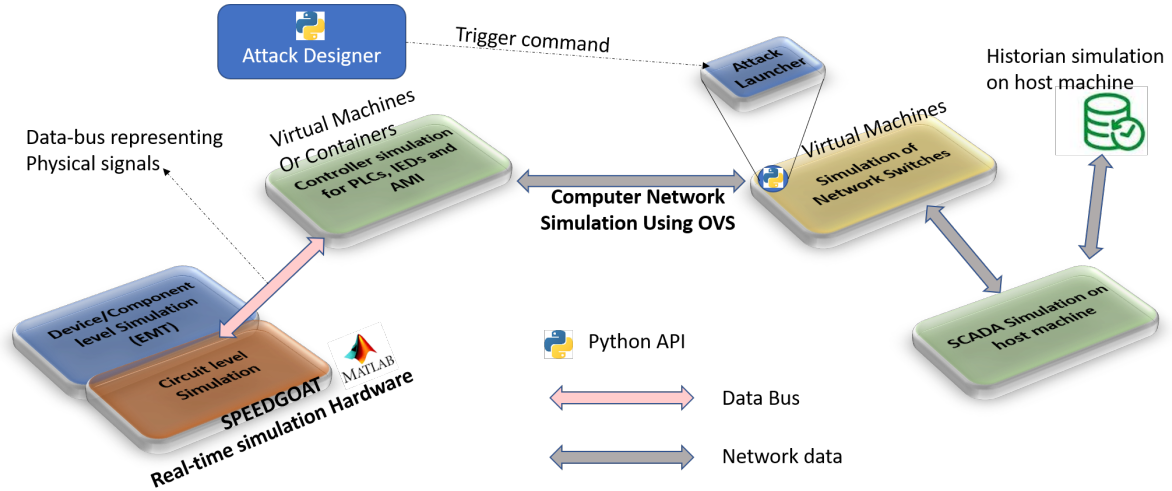 Attack Designer
Trigger command
Attack
Launcher
Historian simulation
on host machine
Data-bus representing
Physical signals
Virtual Machines
Or Containers
Controller simulation
for PLCs, IEDs and
AMI
Virtual Machines
Simulation of
Network Switches
Computer Network
Simulation Using OVS
Device/Component
level Simulation
(EMT)
Circuit level
Simulation
MATLAB
SPEEDGOAT
Real-time simulation Hardware
SCADA Simulation on
host machine
Python API
Data Bus
Network data